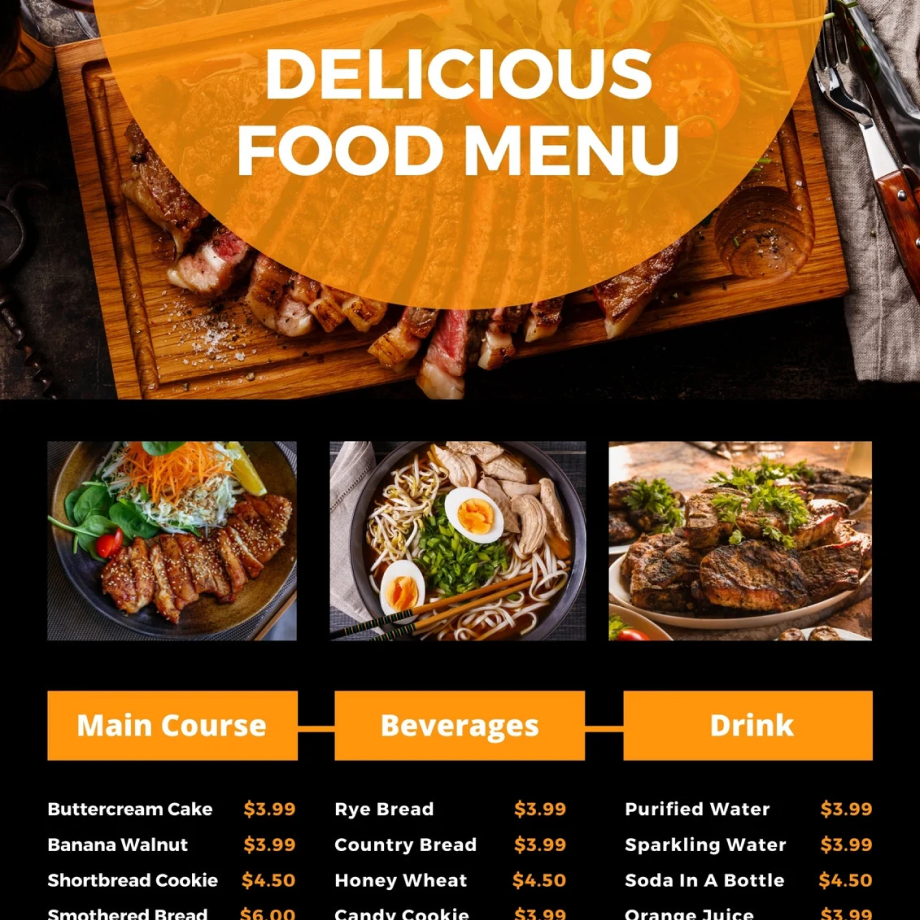 DELICIOUS
FOOD MENU
Main Course
Buttercream Cake $3.99
Banana Walnut $3.99
Shortbread Cookie $4.50
Smothered Bread $6.00
Beverages
Rye Bread $3.99
Country Bread $3.99
Honey Wheat $4.50
Candy Cookie $3.99
Drink
Purified Water $3.99
Sparkling Water $3.99
Soda In A Bottle $4.50
Orange Juice $3.99